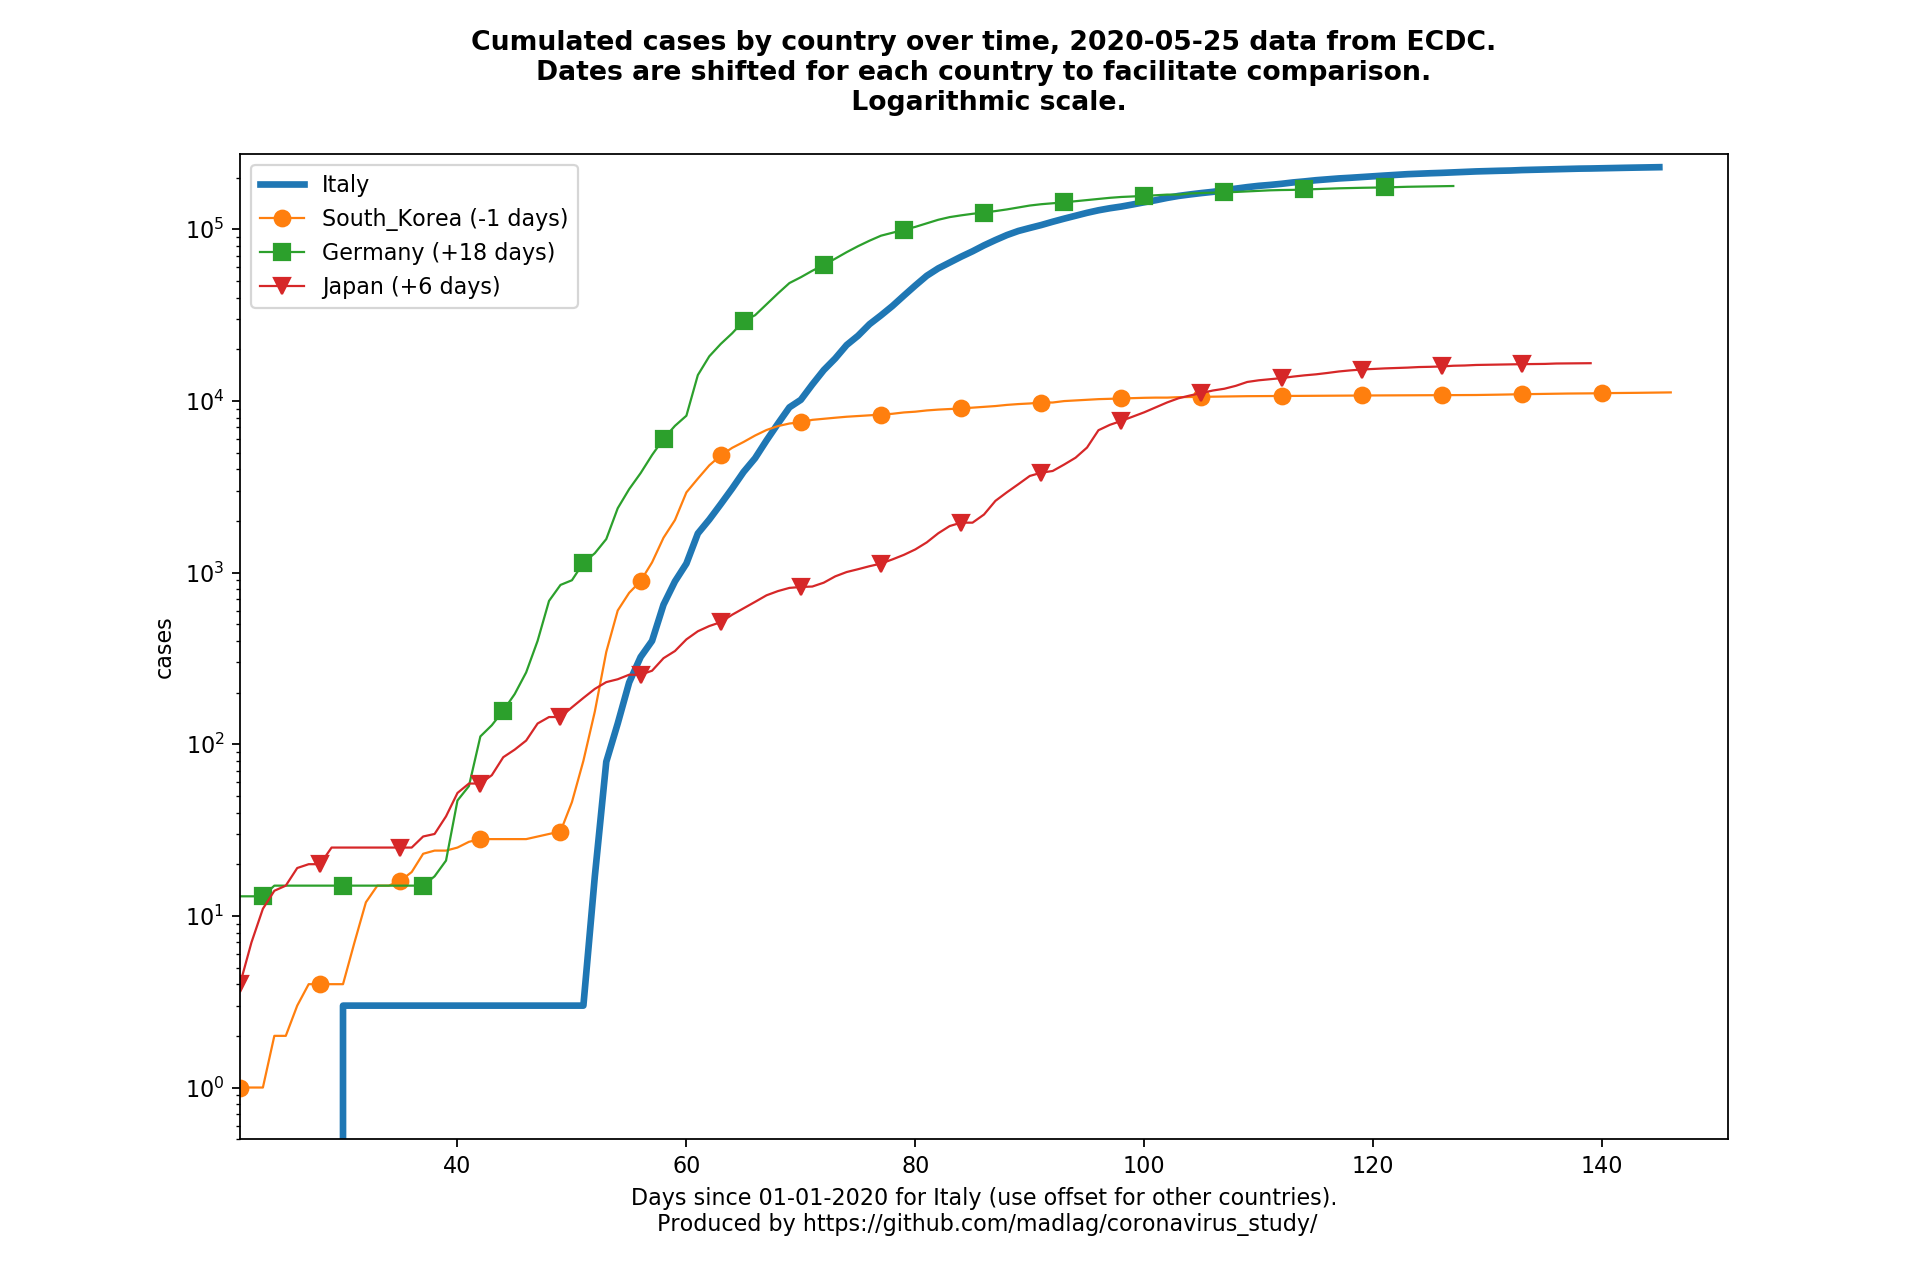 Cumulated cases by country over time, 2020-05-25 data from ECDC.
Dates are shifted for each country to facilitate comparison.
Logarithmic scale.
Italy
South_Korea (-1 days)
Germany (+18 days)
Japan (+6 days)
10^5
10^4
10^3
10^2
10^1
10^0
cases
40 60 80 100 120 140
Days since 01-01-2020 for Italy (use offset for other countries).
Produced by https://github.com/madlag/coronavirus_study/